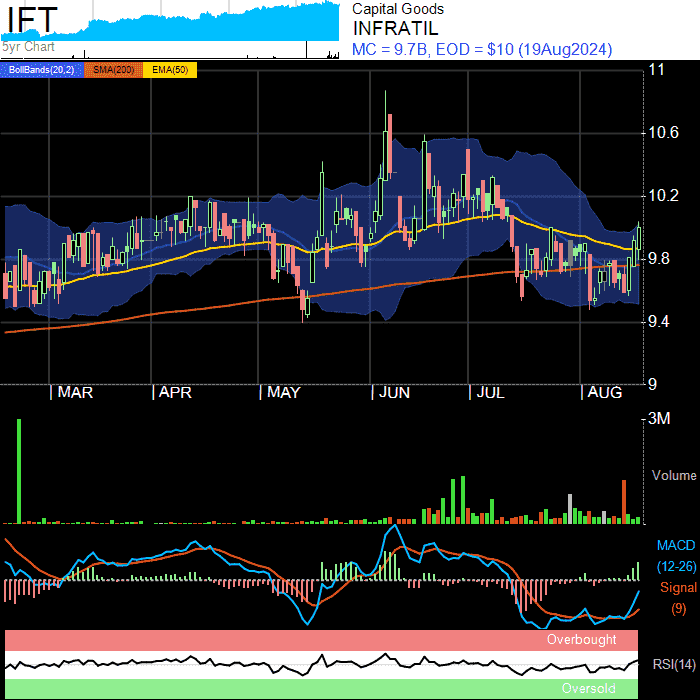 IFT
5yr Chart
Capital Goods
INFRATIL
MC = 9.7B, EOD = $10 (19Aug2024)
BollBands(20,2) SMA(200) EMA(50)
11
10.6
10.2
9.8
9.4
9
MAR APR MAY JUN JUL AUG
3M
Volume
MACD
(12-26)
Signal
(9)
Overbought
RSI(14)
Oversold